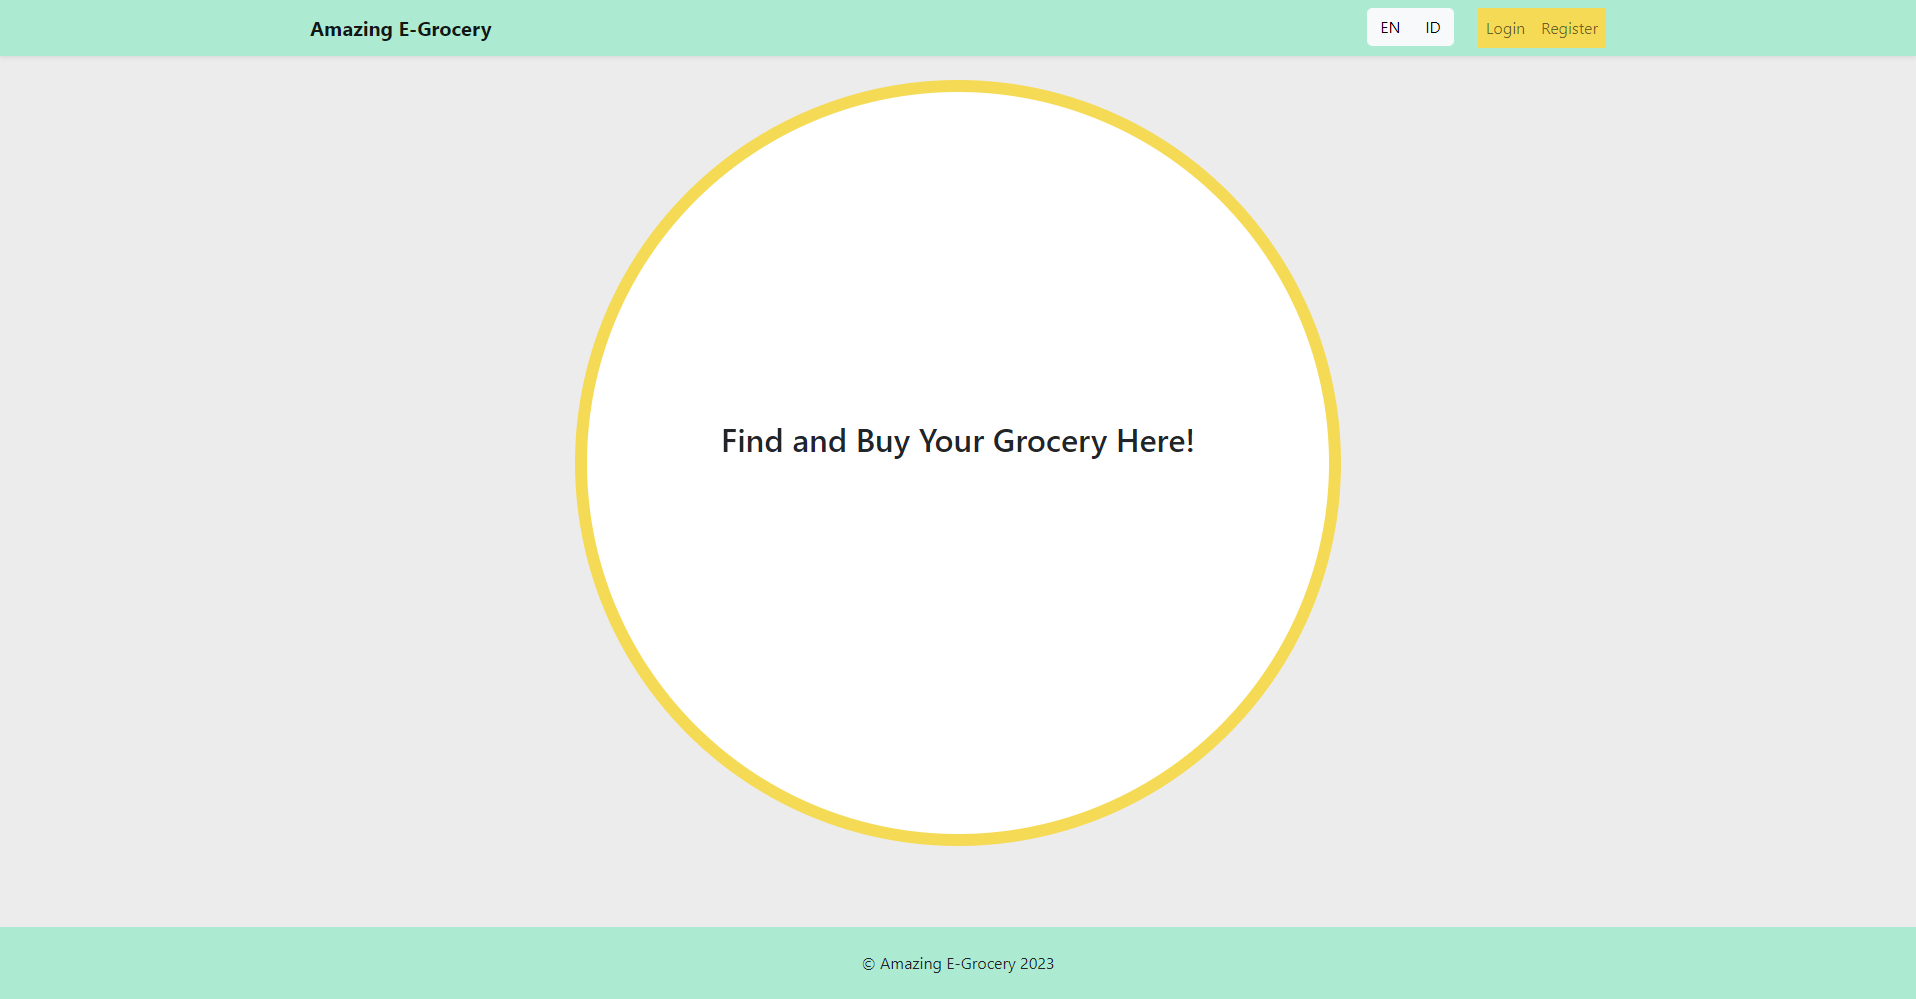 Amazing E-Grocery
EN ID
Login Register
Find and Buy Your Grocery Here!
© Amazing E-Grocery 2023